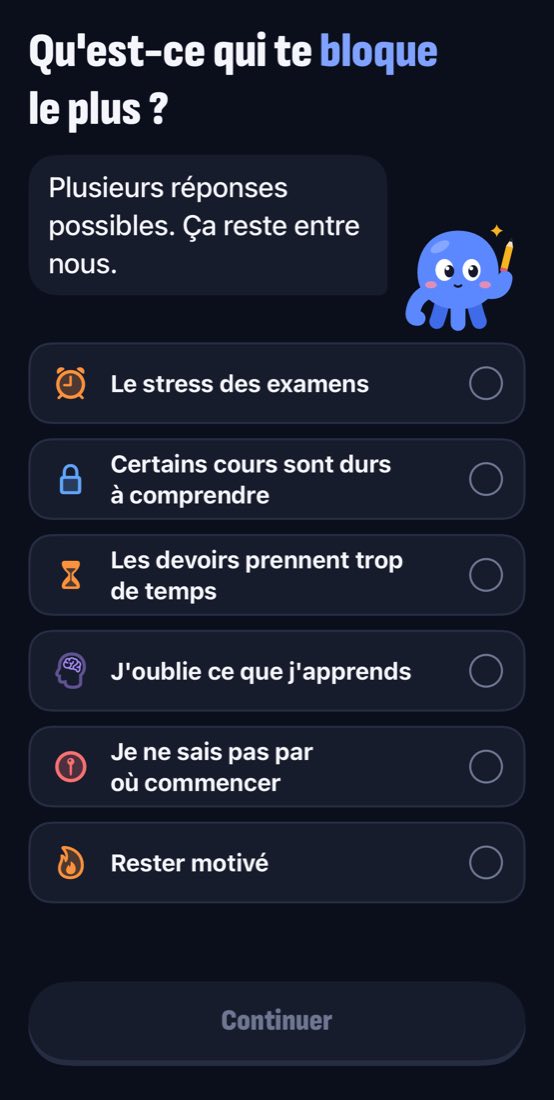 Qu'est-ce qui te bloque
le plus ?
Plusieurs réponses
possibles. Ça reste entre
nous.
Le stress des examens
Certains cours sont durs
à comprendre
Les devoirs prennent trop
de temps
J'oublie ce que j'apprends
Je ne sais pas par
où commencer
Rester motivé
Continuer